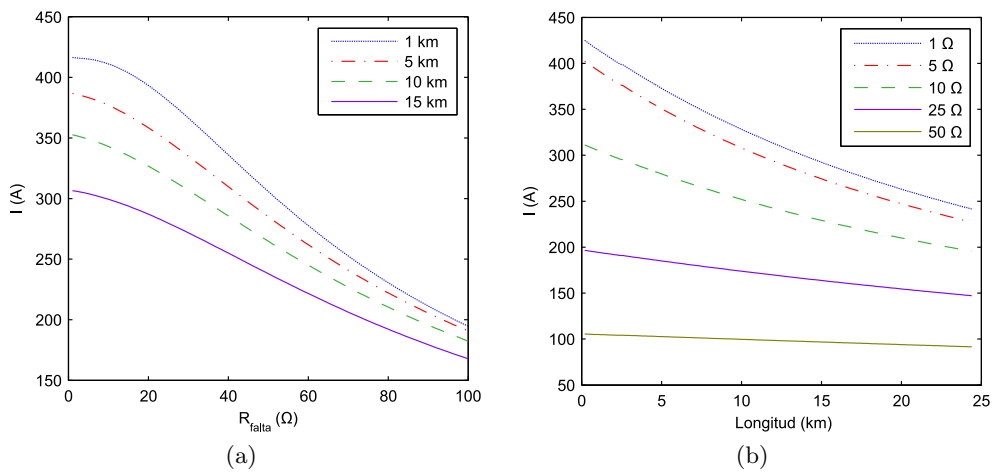 450
400
350
300
250
200
150
0
20
40
60
80
100
I (A)
R_falta (Ω)
1 km
5 km
10 km
15 km
(a)
450
400
350
300
250
200
150
100
50
0
5
10
15
20
25
I (A)
Longitud (km)
1 Ω
5 Ω
10 Ω
25 Ω
50 Ω
(b)